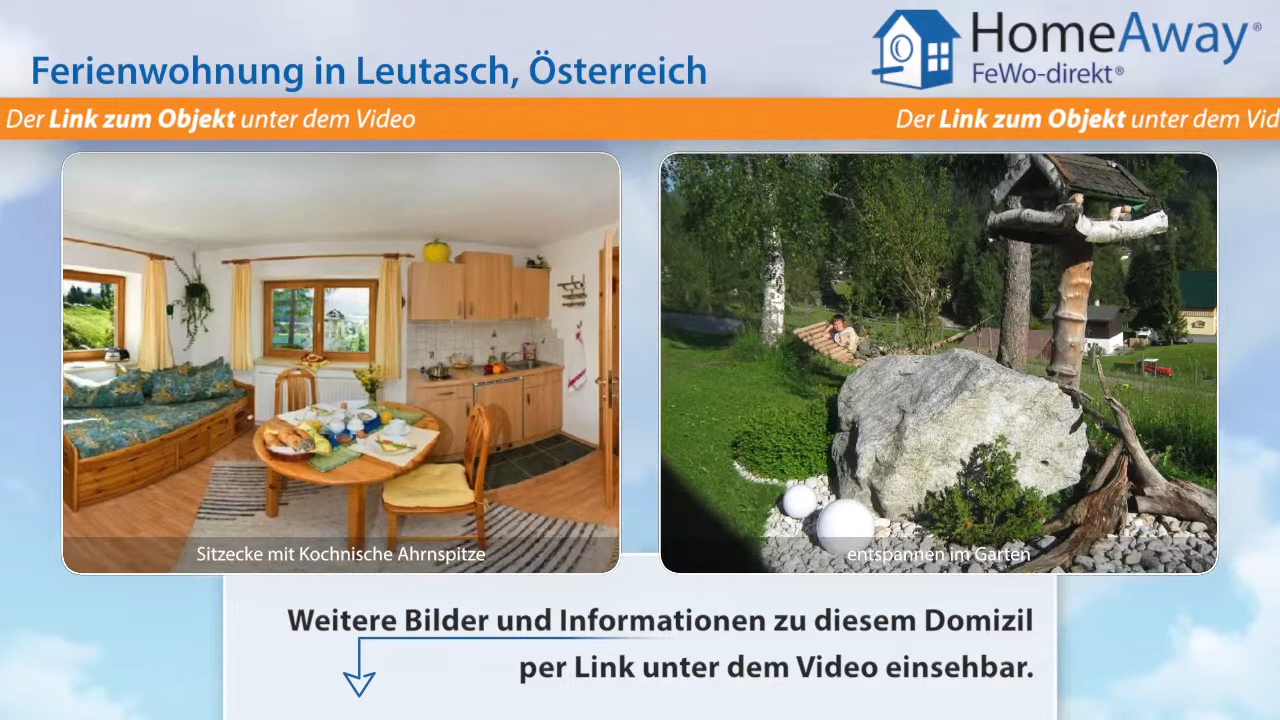 HomeAway®
FeWo-direkt®
Ferienwohnung in Leutasch, Österreich
Der Link zum Objekt unter dem Video
Der Link zum Objekt unter dem Vid
Sitzecke mit Kochnische Ahrnspitze
entspannen im Garten
Weitere Bilder und Informationen zu diesem Domizil
per Link unter dem Video einsehbar.